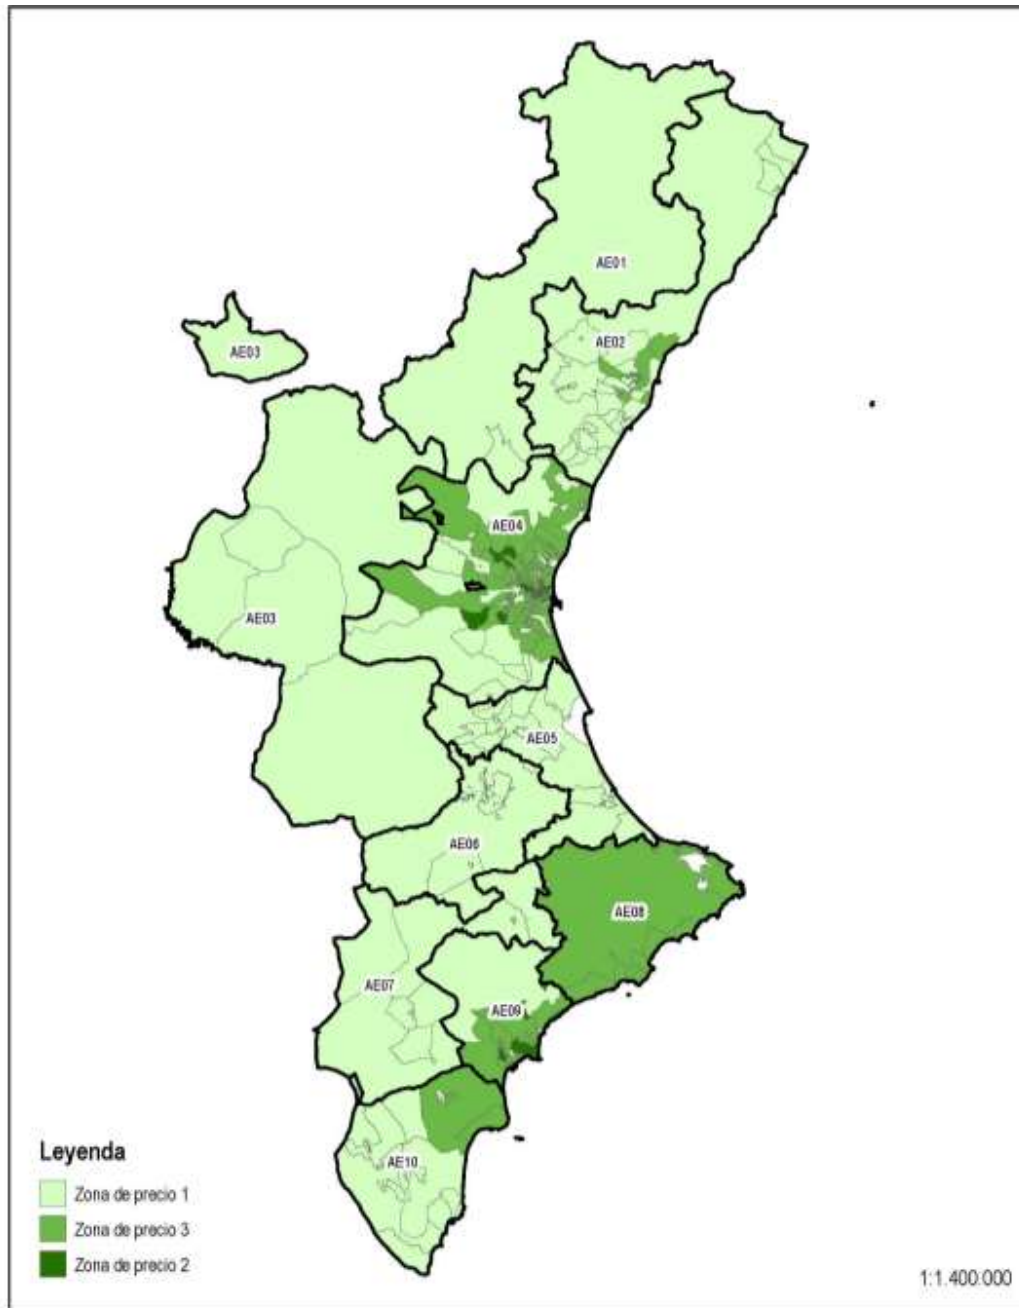 AE01
AE02
AE03
AE04
AE03
AE05
AE06
AE08
AE07
AE09
AE10
Leyenda
Zona de precio 1
Zona de precio 3
Zona de precio 2
1:1.400.000